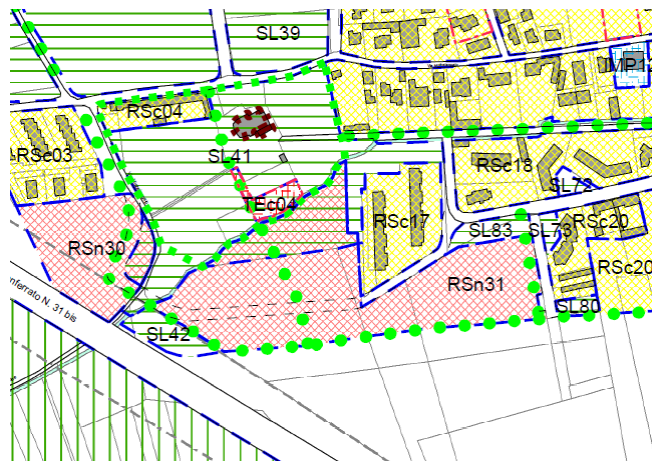 SL39
IMP12
RSc04
RSc03
SL41
RSc18
SL72
TEc04
RSc17
RSc20
RSn30
SL83
SL73
RSc20
RSn31
nferrato N. 31 bis
SL80
SL42